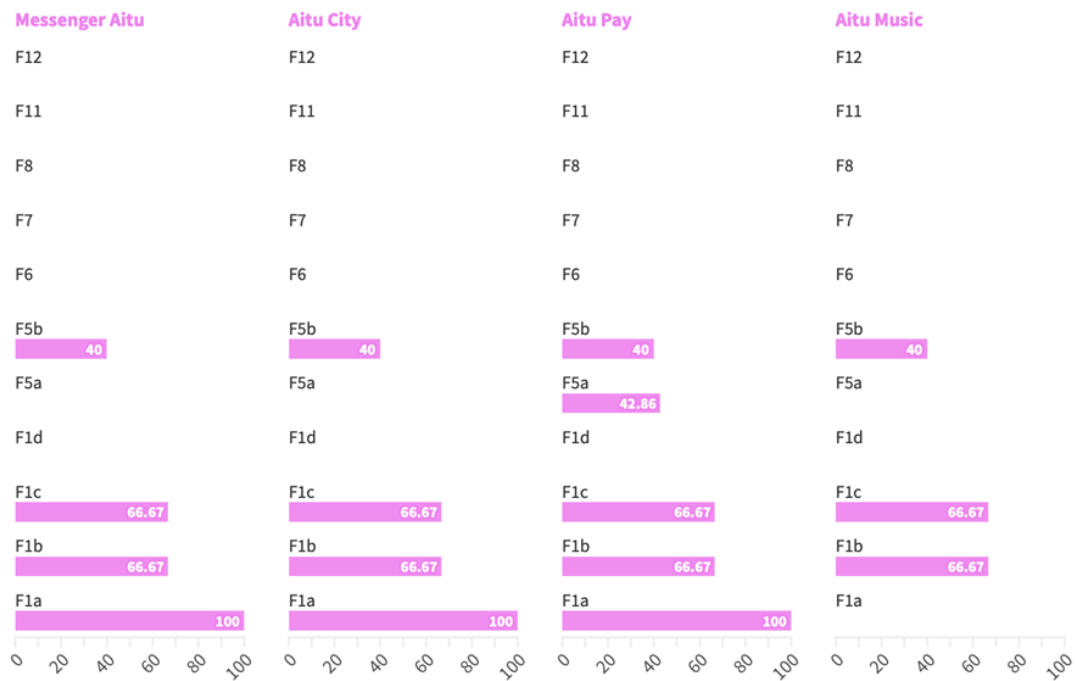 Messenger Aitu Aitu City Aitu Pay Aitu Music
F12 F12 F12 F12
F11 F11 F11 F11
F8 F8 F8 F8
F7 F7 F7 F7
F6 F6 F6 F6
F5b F5b F5b F5b
40 40 40 40
F5a F5a F5a F5a
42.86
F1d F1d F1d F1d
F1c F1c F1c F1c
66.67 66.67 66.67 66.67
F1b F1b F1b F1b
66.67 66.67 66.67 66.67
F1a F1a F1a F1a
100 100 100
0 20 40 60 80 100 0 20 40 60 80 100 0 20 40 60 80 100 0 20 40 60 80 100